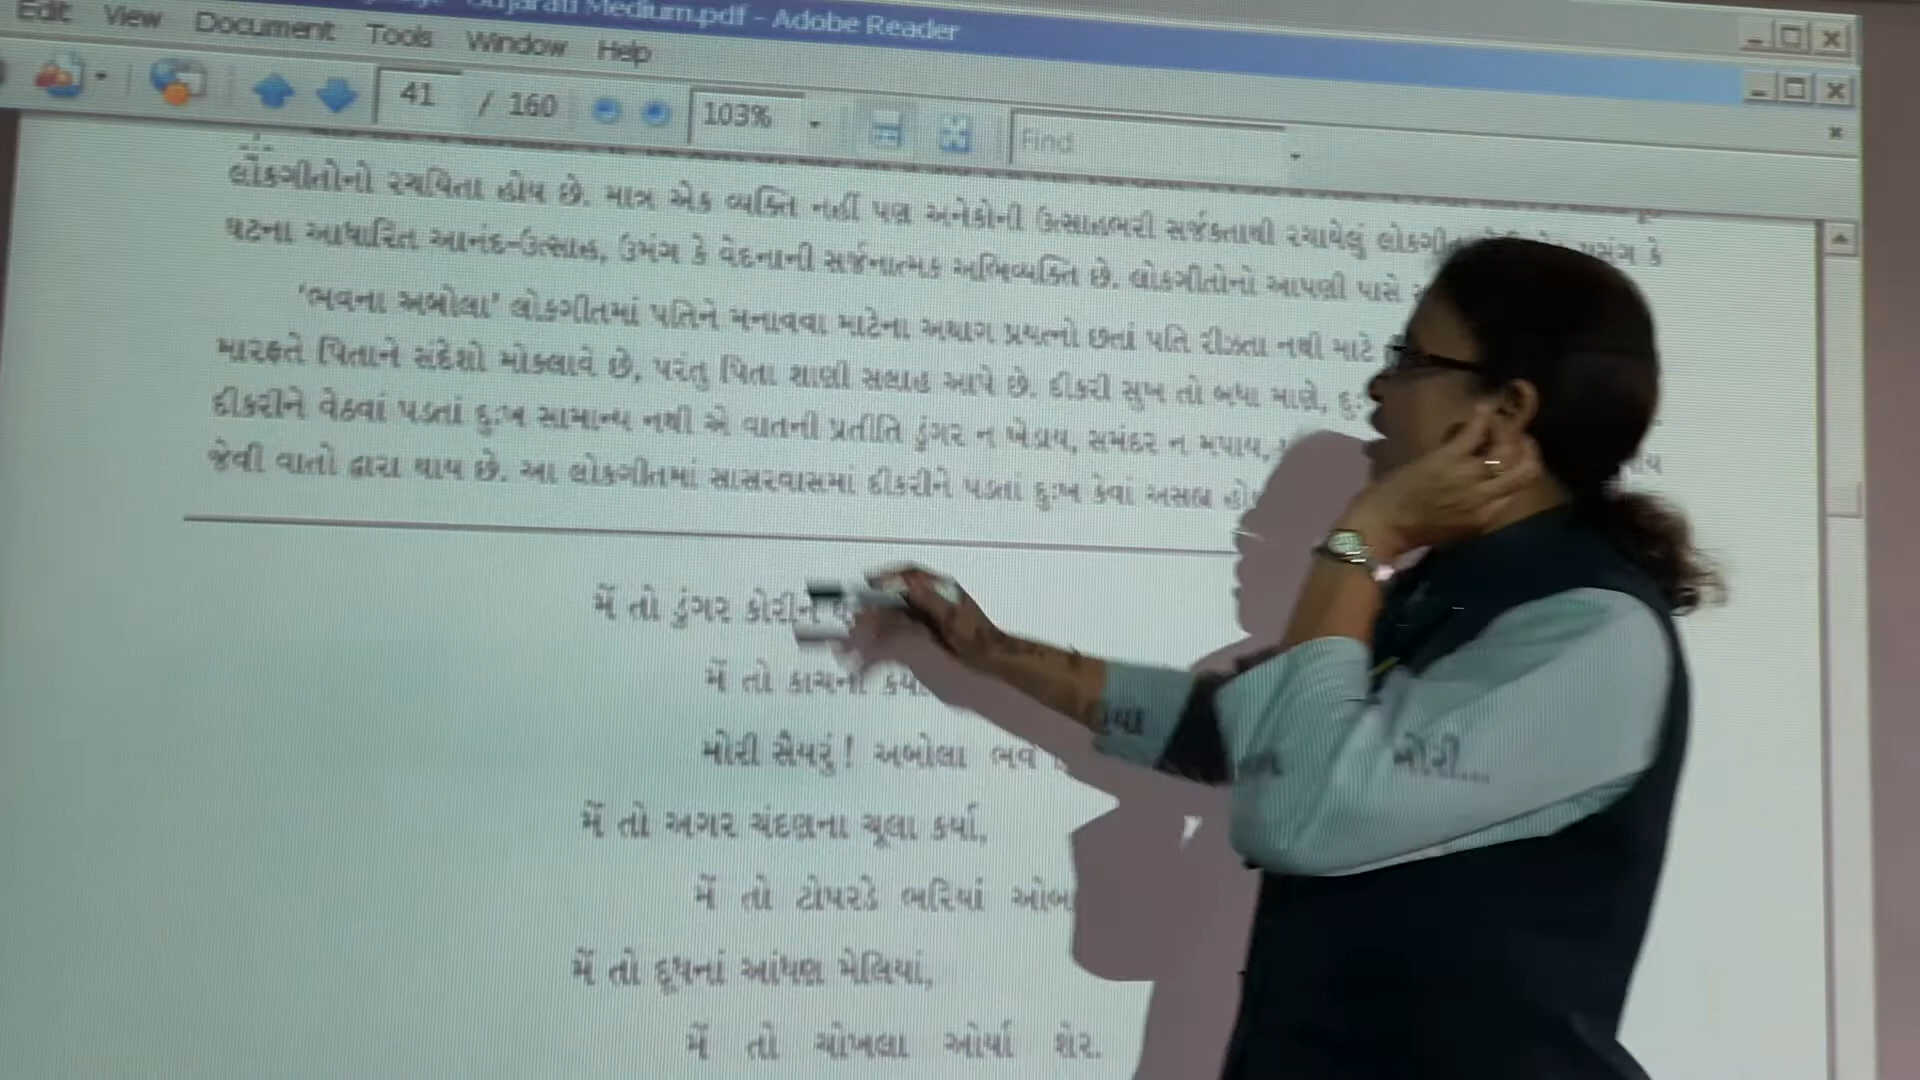 Gujarati Medium.pdf - Adobe Reader
Edit View Document Tools Window Help
41 / 160 103% Find
લોકગીતોનો રચયિતા હોય છે. માત્ર એક વ્યક્તિ નહીં પણ અનેકોની ઉત્સાહભરી સર્જકતાથી રચાયેલું
ઘટના આધારિત આનંદ-ઉત્સાહ, ઉમંગ કે વેદનાની સર્જનાત્મક અભિવ્યક્તિ છે. લોકગીતોનો આપણી પાસે
'ભવના અબોલા' લોકગીતમાં પતિને મનાવવા માટેના અથાગ પ્રયત્નો છતાં પતિ રીઝતા નથી માટે
મારફતે પિતાને સંદેશો મોકલાવે છે, પરંતુ પિતા શાણી સલાહ આપે છે. દીકરી સુખ તો બધા માણે,
દીકરીને વેઠવાં પડતાં દુઃખ સામાન્ય નથી એ વાતની પ્રતીતિ ડુંગર ન ખેડાય, સમંદર ન મપાય,
જેવી વાતો દ્વારા થાય છે. આ લોકગીતમાં સાસરવાસમાં દીકરીને પડતાં દુઃખ કેવાં અસહ્ય
મેં તો ડુંગર કોરીને
મેં તો કાચનાં
મોરી સૈયરું! અબોલા ભવ મોરી...
મેં તો અગર ચંદણના ચૂલા કર્યા,
મેં તો ટોપરડે ભરિયાં
મેં તો દૂધનાં આંધણ મેલિયાં,
મેં તો ચોખલા ઓર્યા શેર.